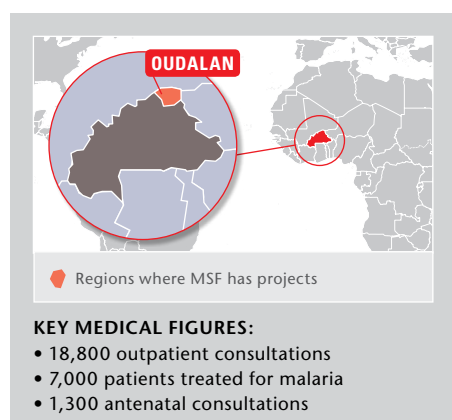 OUDALAN
Regions where MSF has projects
KEY MEDICAL FIGURES:
• 18,800 outpatient consultations
• 7,000 patients treated for malaria
• 1,300 antenatal consultations